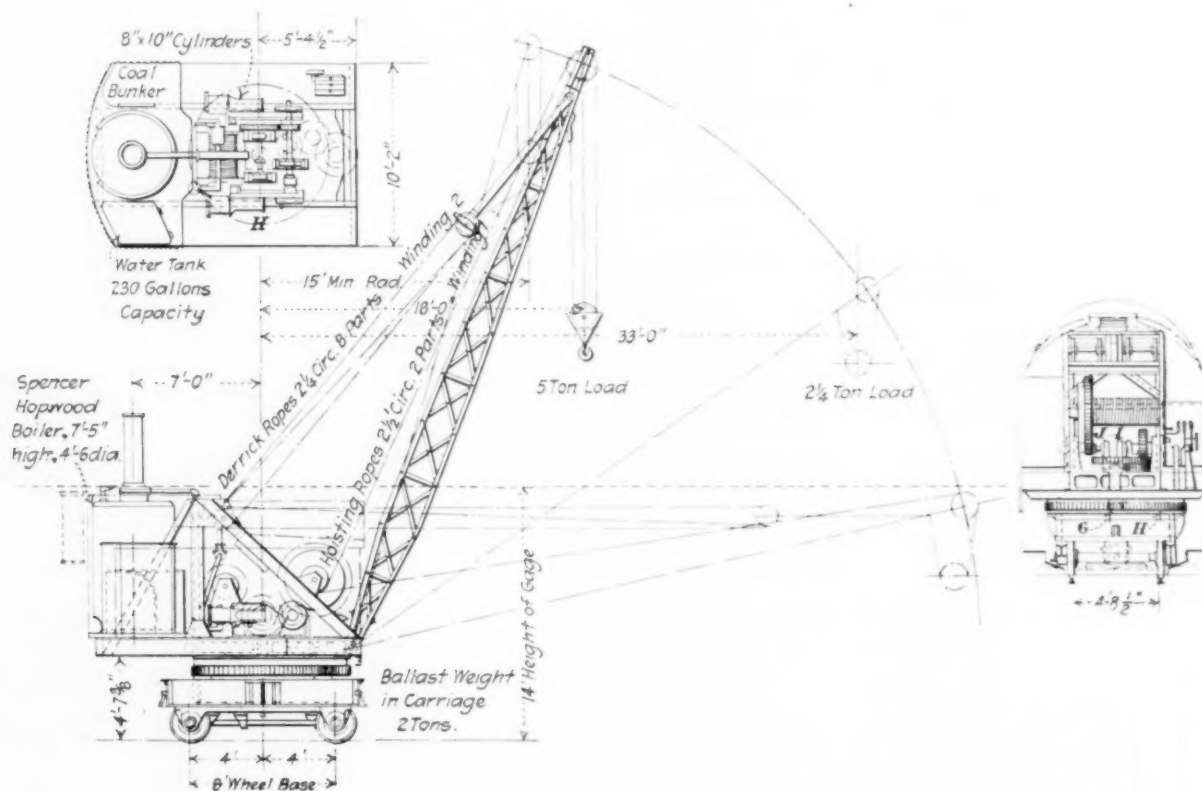 8"x10" Cylinders
5'-4½"
Coal
Bunker
10'-2"
H
Water Tank
230 Gallons
Capacity
15' Min Rad.
18'-0"
33'-0"
Derrick Ropes 2¼ Circ. 8 Parts Winding 2
Hoisting Ropes 2½ Circ. 2 Parts Winding 1
5 Ton Load
2¼ Ton Load
7'-0"
Spencer
Hopwood
Boiler, 7'-5"
high, 4'-6 dia.
14' Height of Gage
G H
4'-8½"
4'-7⅜"
Ballast Weight
in Carriage
2 Tons.
4' 4'
8' Wheel Base